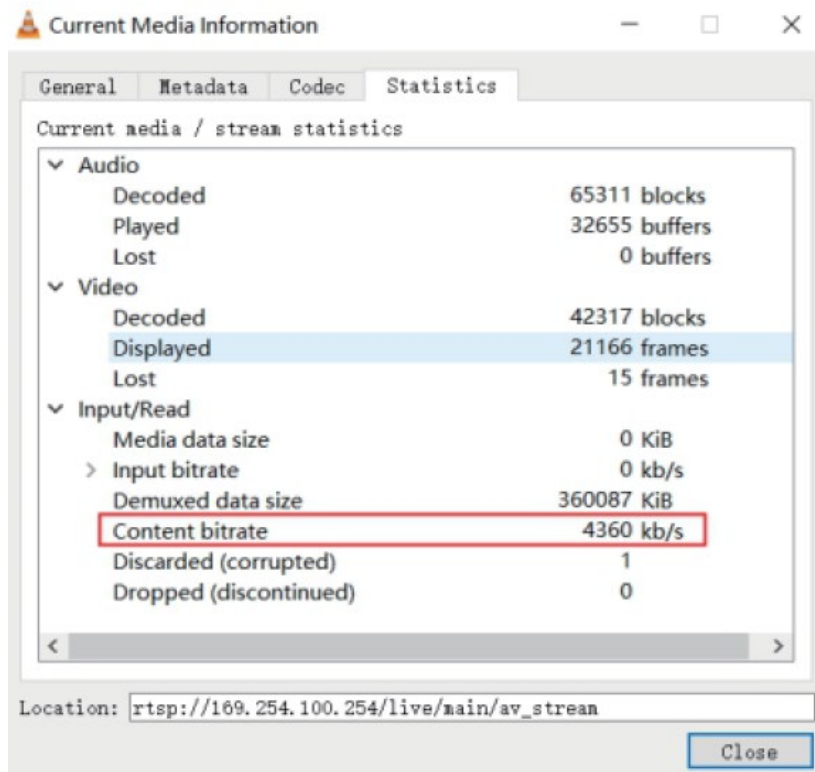 Current Media Information
General Metadata Codec Statistics
Current media / stream statistics
Audio
Decoded 65311 blocks
Played 32655 buffers
Lost 0 buffers
Video
Decoded 42317 blocks
Displayed 21166 frames
Lost 15 frames
Input/Read
Media data size 0 KiB
Input bitrate 0 kb/s
Demuxed data size 360087 KiB
Content bitrate 4360 kb/s
Discarded (corrupted) 1
Dropped (discontinued) 0
Location: rtsp://169.254.100.254/live/main/av_stream
Close